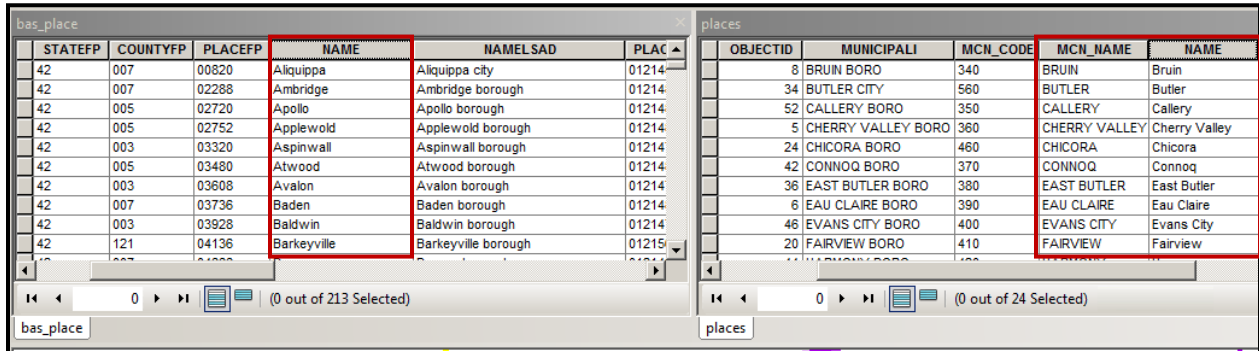 bas_place
STATEFP COUNTYFP PLACEFP NAME NAMELSAD PLAC
42 007 00820 Aliquippa Aliquippa city 01214
42 007 02288 Ambridge Ambridge borough 01214
42 005 02720 Apollo Apollo borough 01214
42 005 02752 Applewold Applewold borough 01214
42 003 03320 Aspinwall Aspinwall borough 01214
42 005 03480 Atwood Atwood borough 01214
42 003 03608 Avalon Avalon borough 01214
42 007 03736 Baden Baden borough 01214
42 003 03928 Baldwin Baldwin borough 01214
42 121 04136 Barkeyville Barkeyville borough 01215
0 (0 out of 213 Selected)
bas_place
places
OBJECTID MUNICIPALI MCN_CODE MCN_NAME NAME
8 BRUIN BORO 340 BRUIN Bruin
34 BUTLER CITY 560 BUTLER Butler
52 CALLERY BORO 350 CALLERY Callery
5 CHERRY VALLEY BORO 360 CHERRY VALLEY Cherry Valley
24 CHICORA BORO 460 CHICORA Chicora
42 CONNOQ BORO 370 CONNOQ Connoq
36 EAST BUTLER BORO 380 EAST BUTLER East Butler
6 EAU CLAIRE BORO 390 EAU CLAIRE Eau Claire
46 EVANS CITY BORO 400 EVANS CITY Evans City
20 FAIRVIEW BORO 410 FAIRVIEW Fairview
0 (0 out of 24 Selected)
places